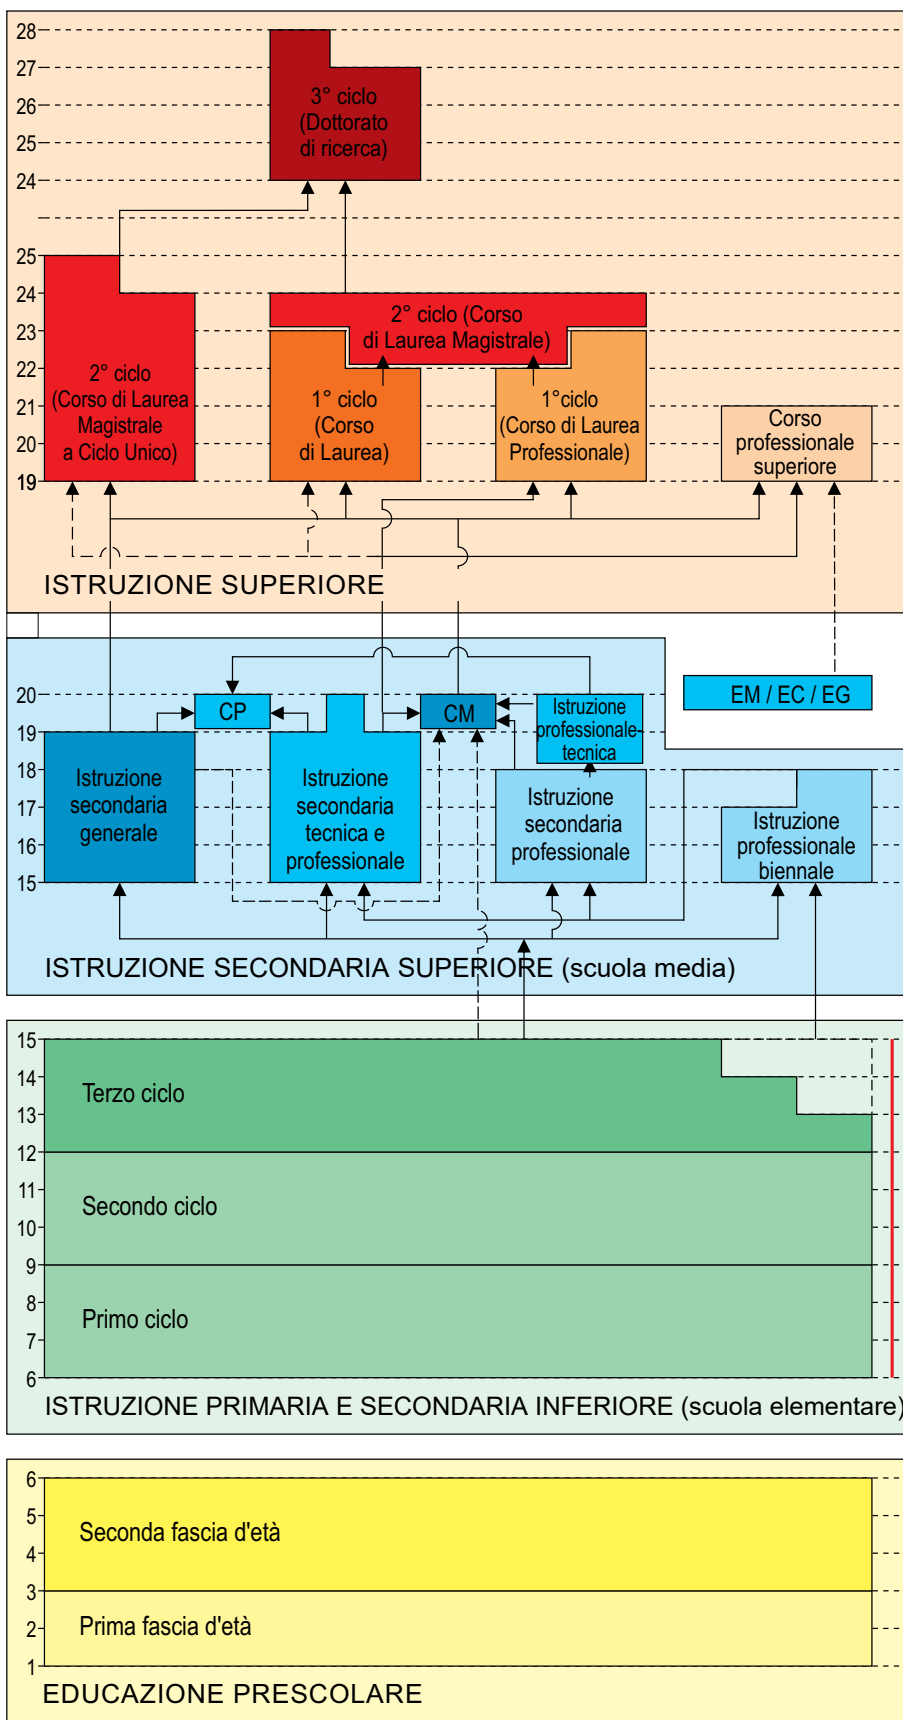 28
27
26
25
24
3° ciclo
(Dottorato
di ricerca)
25
24
23
22
21
20
19
2° ciclo
(Corso di Laurea
Magistrale
a Ciclo Unico)
2° ciclo (Corso
di Laurea Magistrale)
1° ciclo
(Corso
di Laurea)
1°ciclo
(Corso di Laurea
Professionale)
Corso
professionale
superiore
ISTRUZIONE SUPERIORE
EM / EC / EG
20
19
18
17
16
15
CP
CM
Istruzione
professionale-
tecnica
Istruzione
secondaria
generale
Istruzione
secondaria
tecnica e
professionale
Istruzione
secondaria
professionale
Istruzione
professionale
biennale
ISTRUZIONE SECONDARIA SUPERIORE (scuola media)
15
14
13
12
11
10
9
8
7
6
Terzo ciclo
Secondo ciclo
Primo ciclo
ISTRUZIONE PRIMARIA E SECONDARIA INFERIORE (scuola elementare)
6
5
4
3
2
1
Seconda fascia d'età
Prima fascia d'età
EDUCAZIONE PRESCOLARE